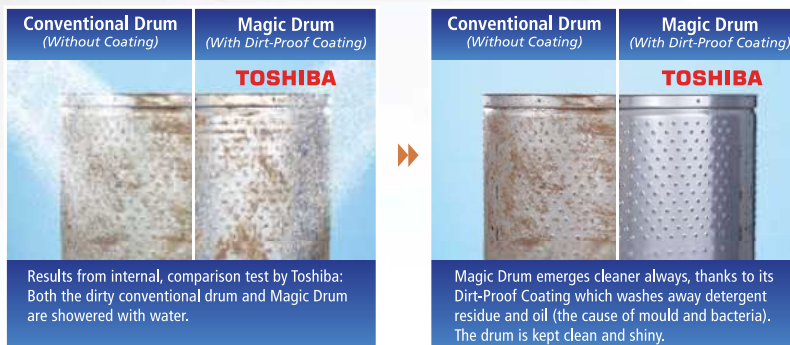 Conventional Drum
(Without Coating)
Magic Drum
(With Dirt-Proof Coating)
TOSHIBA
Results from internal, comparison test by Toshiba:
Both the dirty conventional drum and Magic Drum
are showered with water.
Conventional Drum
(Without Coating)
Magic Drum
(With Dirt-Proof Coating)
TOSHIBA
Magic Drum emerges cleaner always, thanks to its
Dirt-Proof Coating which washes away detergent
residue and oil (the cause of mould and bacteria).
The drum is kept clean and shiny.